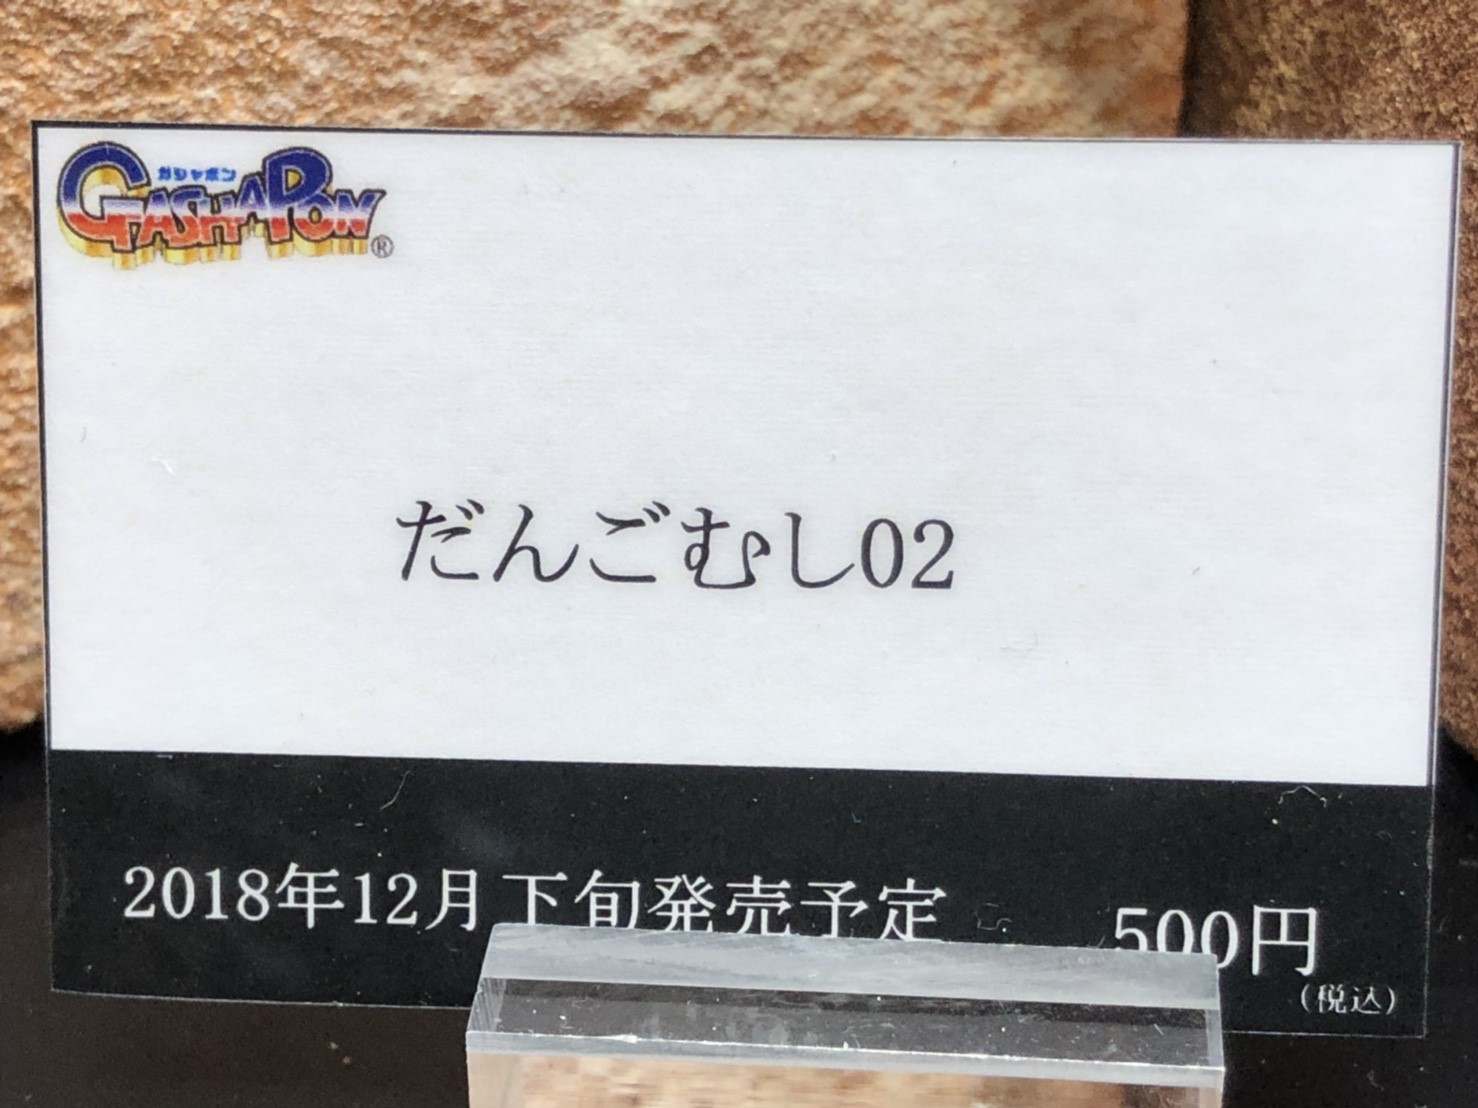 ガシャポン
GASHAPON®
だんごむし02
2018年12月下旬発売予定 500円
(税込)